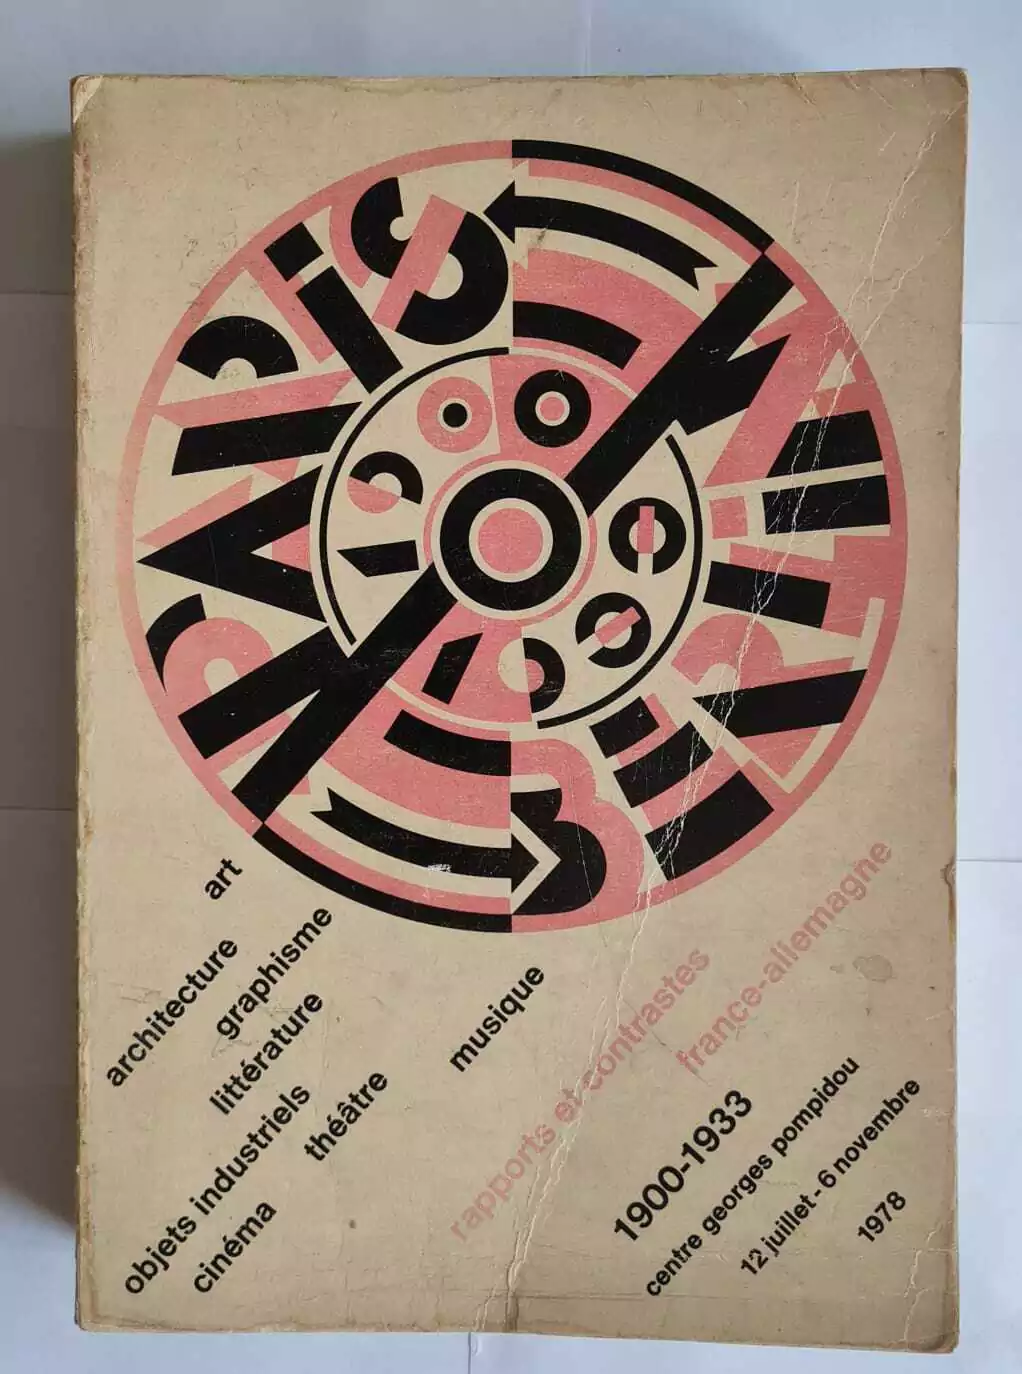 PARiS
BERLIN
art
architecture
graphisme
littérature
objets industriels
théâtre
cinéma
musique
rapports et contrastes
france-allemagne
1900-1933
centre georges pompidou
12 juillet - 6 novembre
1978